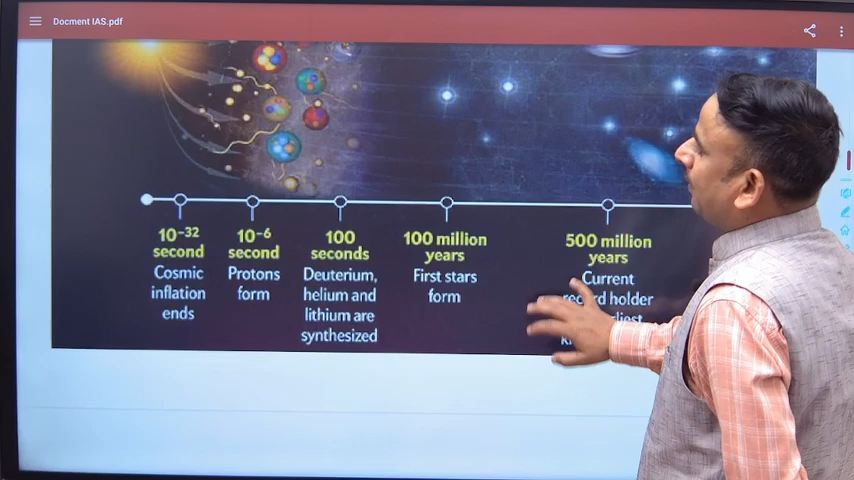 Docment IAS.pdf
10-32
second
Cosmic
inflation
ends
10-6
second
Protons
form
100
seconds
Deuterium,
helium and
lithium are
synthesized
100 million
years
First stars
form
500 million
years
Current
holder